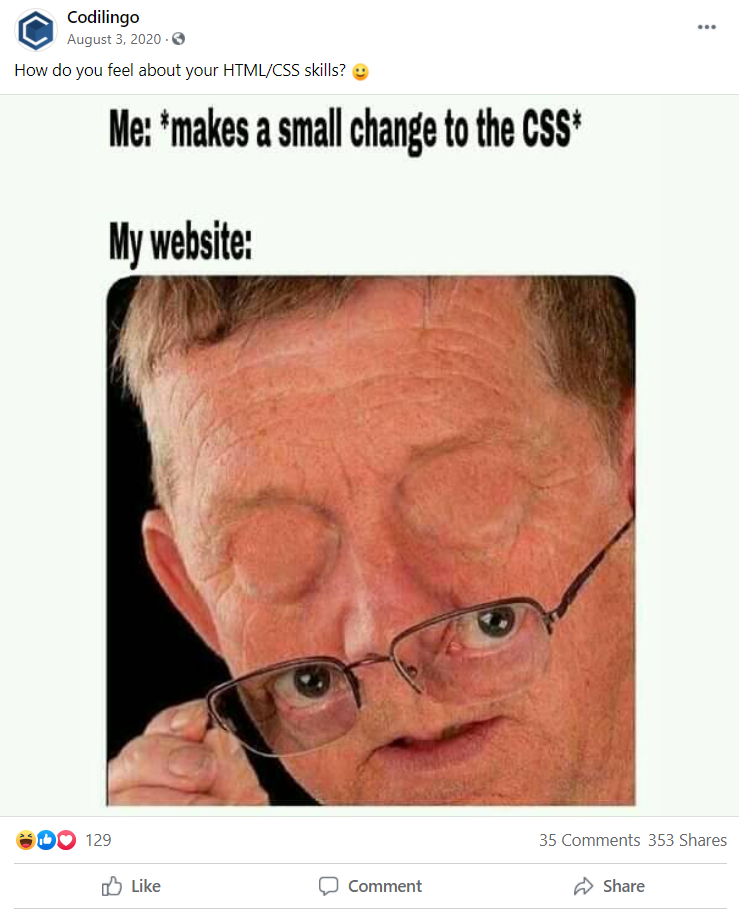 Codilingo
August 3, 2020 ·
How do you feel about your HTML/CSS skills? 🙂
Me: *makes a small change to the CSS*
My website:
129
35 Comments 353 Shares
Like
Comment
Share